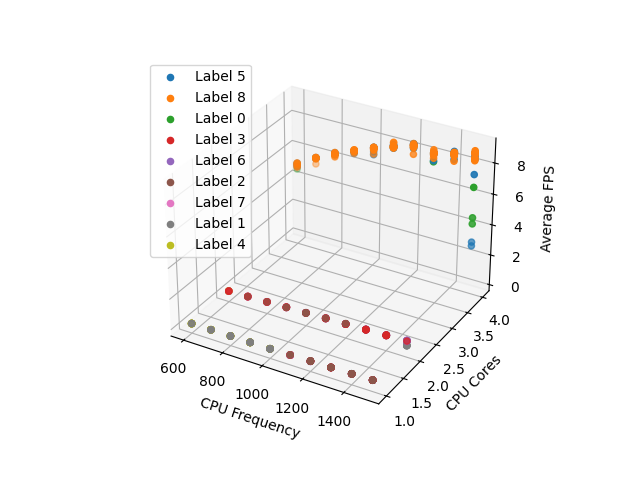 Label 5
Label 8
Label 0
Label 3
Label 6
Label 2
Label 7
Label 1
Label 4
600
800
1000
1200
1400
CPU Frequency
1.0
1.5
2.0
2.5
3.0
3.5
4.0
CPU Cores
0
2
4
6
8
Average FPS